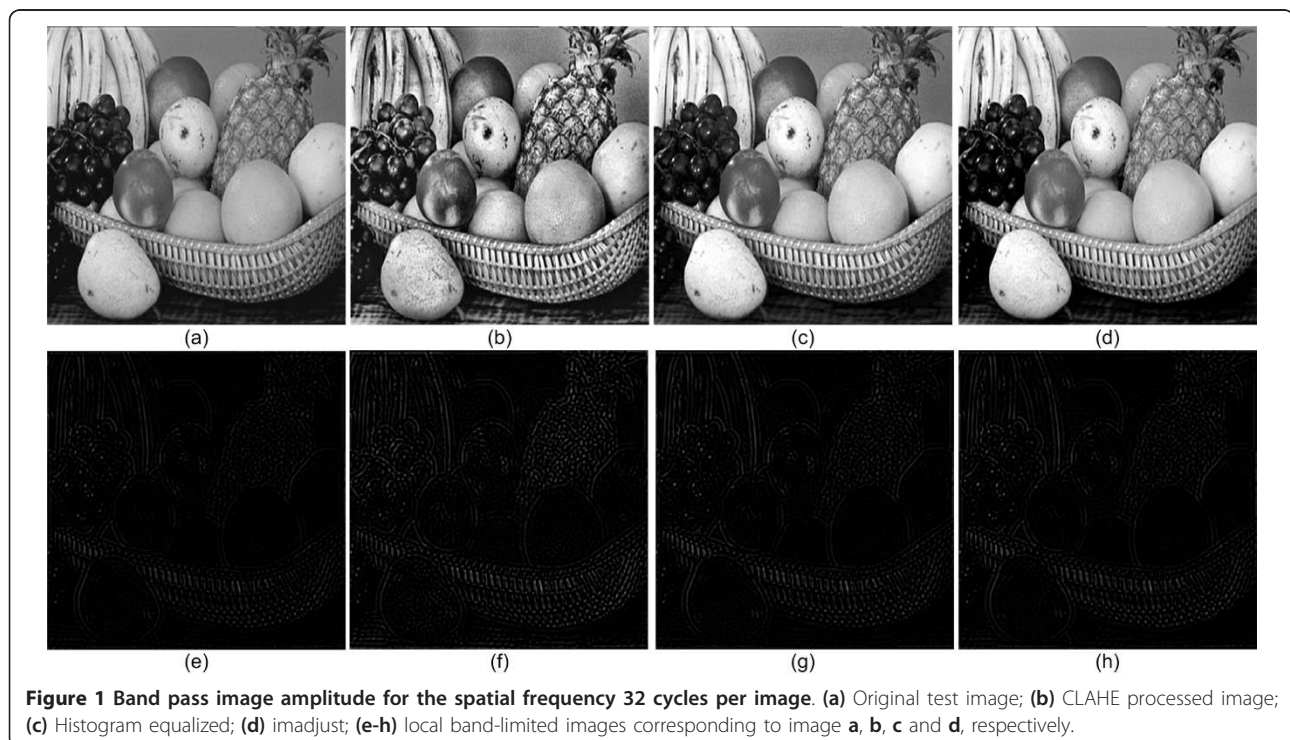 (a) (b) (c) (d)
(e) (f) (g) (h)
Figure 1 Band pass image amplitude for the spatial frequency 32 cycles per image. (a) Original test image; (b) CLAHE processed image;
(c) Histogram equalized; (d) imadjust; (e-h) local band-limited images corresponding to image a, b, c and d, respectively.